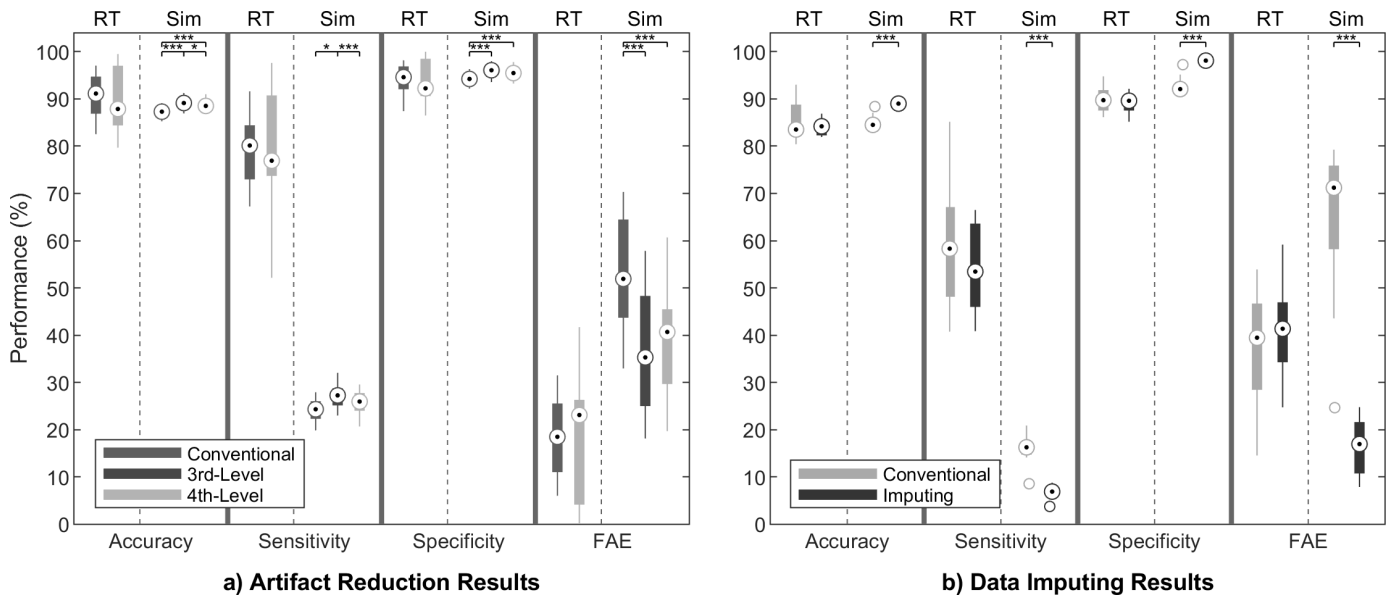 RT Sim RT Sim RT Sim RT Sim
*** *** ***
*** * * *** *** ***
100
90
80
70
60
50
40
30
20
10
0
Performance (%)
Conventional
3rd-Level
4th-Level
Accuracy Sensitivity Specificity FAE
a) Artifact Reduction Results
RT Sim RT Sim RT Sim RT Sim
*** *** *** ***
100
90
80
70
60
50
40
30
20
10
0
Conventional
Imputing
Accuracy Sensitivity Specificity FAE
b) Data Imputing Results